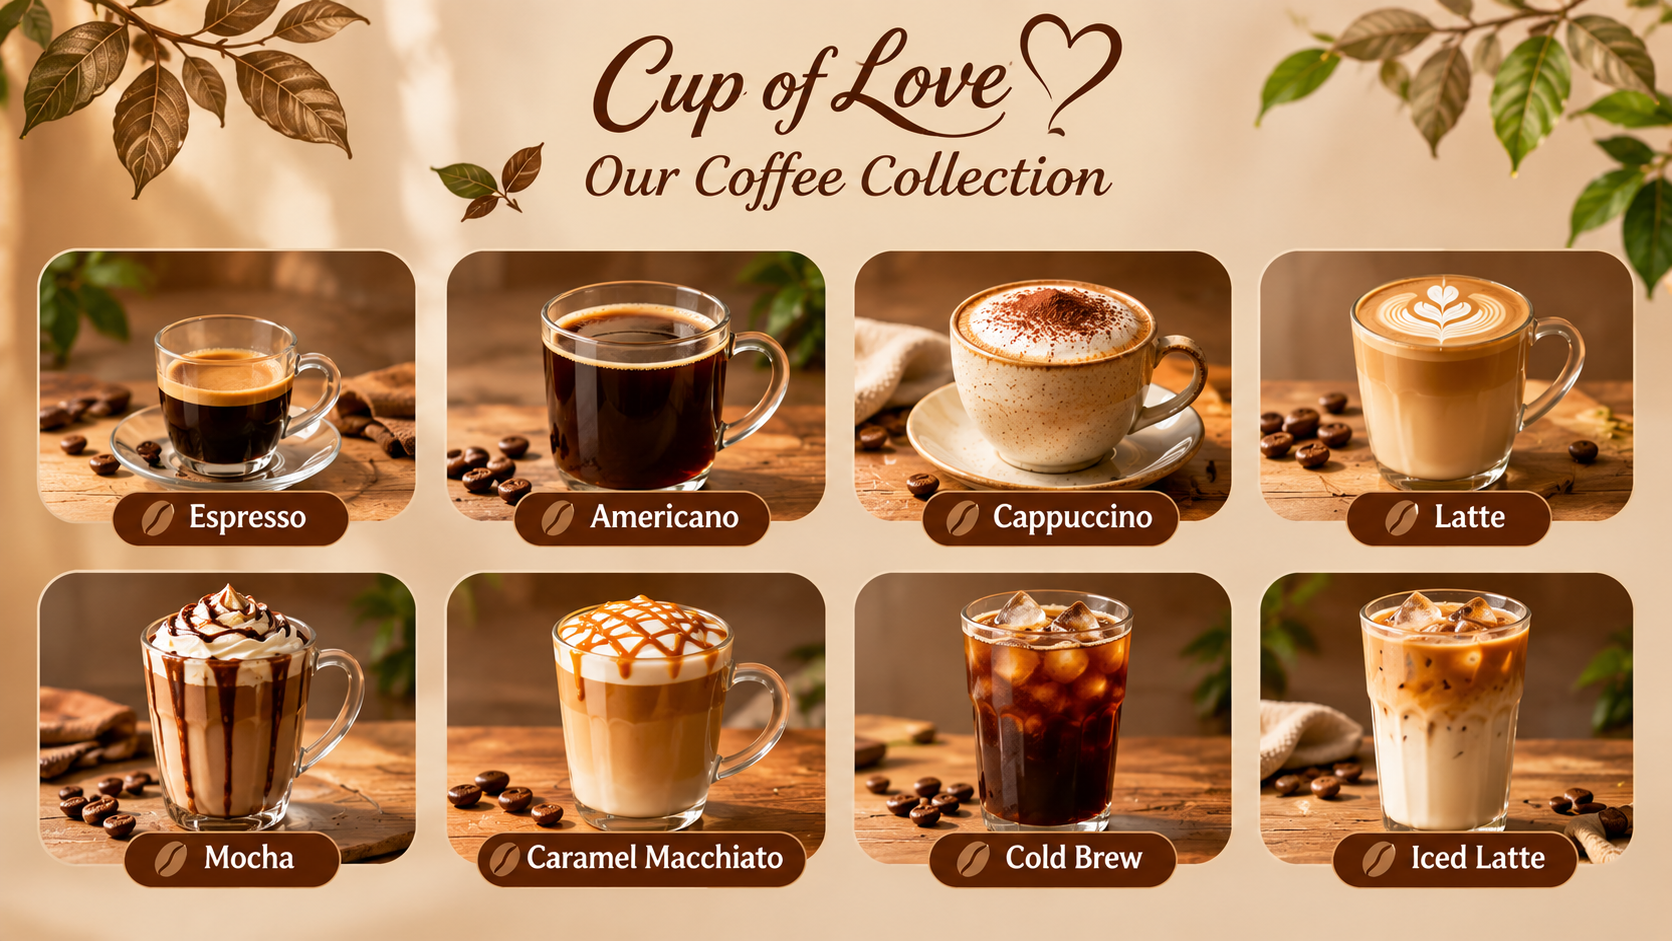 Cup of Love
Our Coffee Collection
Espresso
Americano
Cappuccino
Latte
Mocha
Caramel Macchiato
Cold Brew
Iced Latte